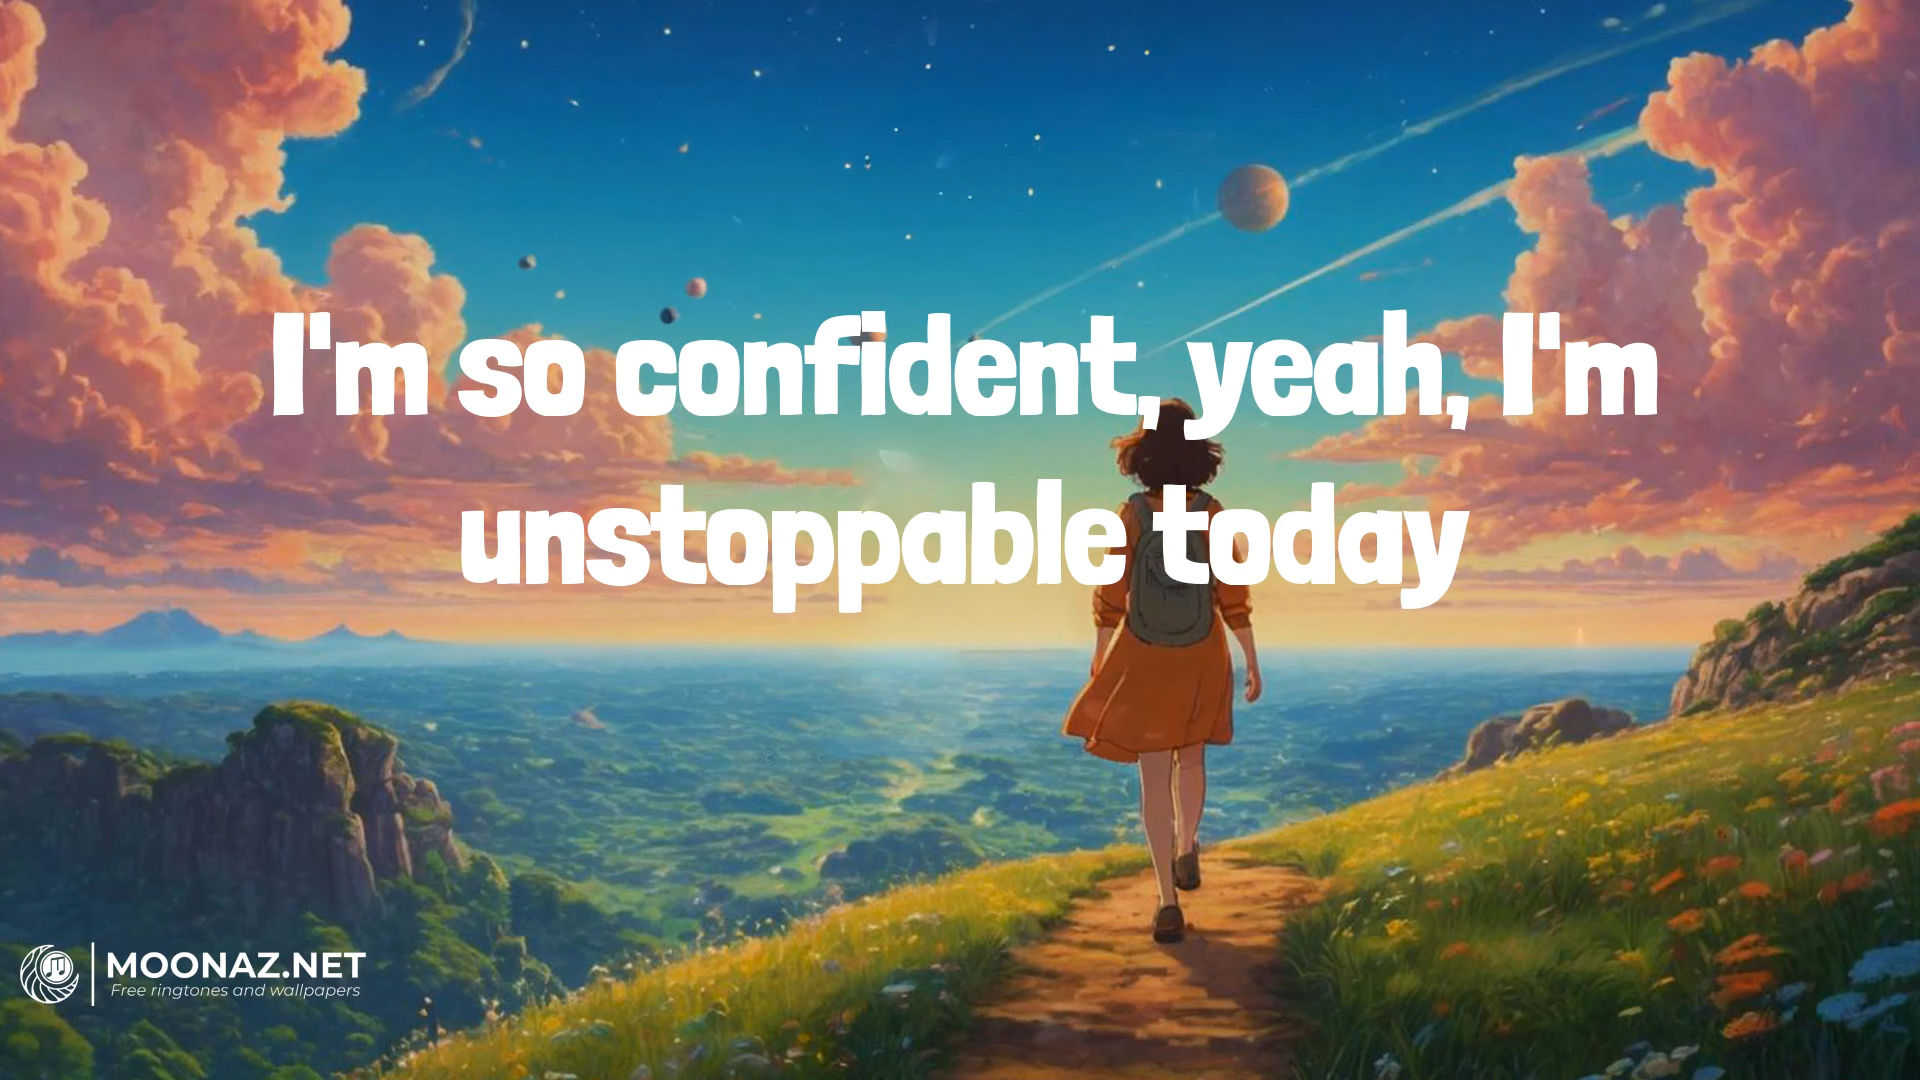 I'm so confident, yeah, I'm
unstoppable today
MOONAZ.NET
Free ringtones and wallpapers